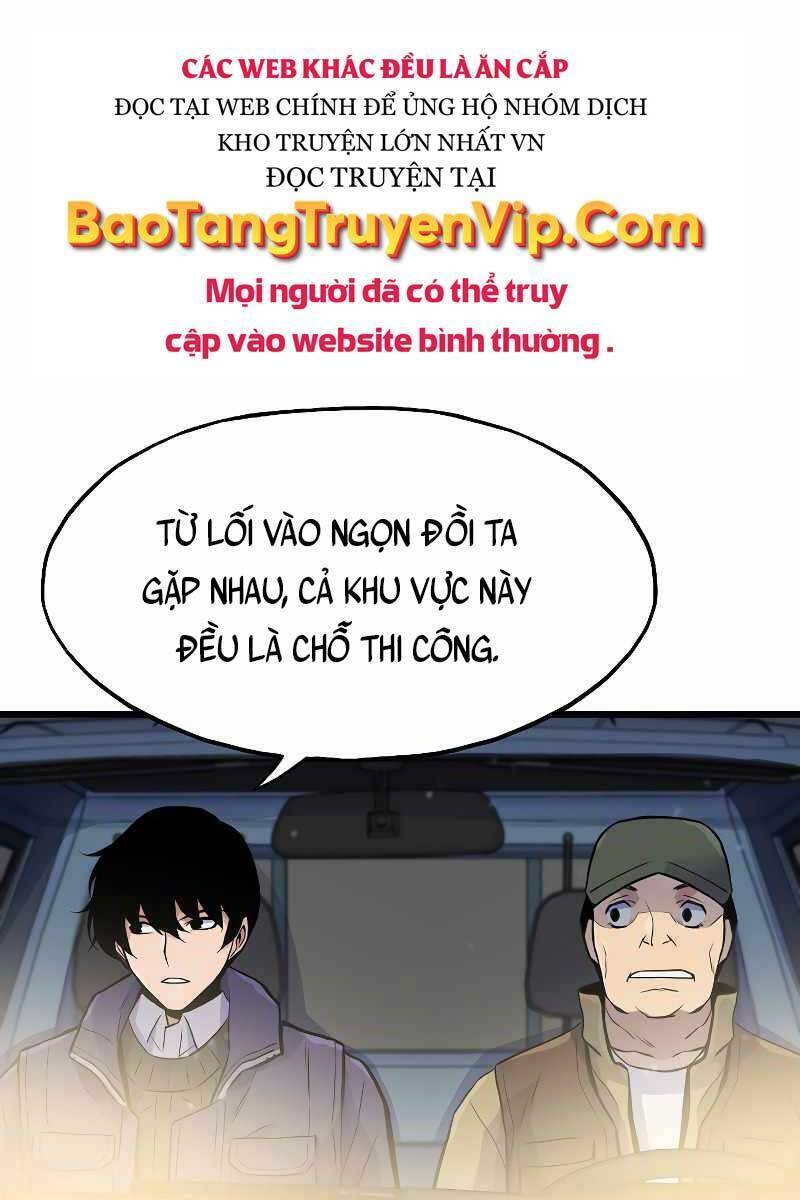 CÁC WEB KHÁC ĐỀU LÀ ĂN CẮP
ĐỌC TẠI WEB CHÍNH ĐỂ ỦNG HỘ NHÓM DỊCH
KHO TRUYỆN LỚN NHẤT VN
ĐỌC TRUYỆN TẠI
BaoTangTruyenVip.Com
Mọi người đã có thể truy
cập vào website bình thường .
TỪ LỐI VÀO NGỌN ĐỒI TA
GẶP NHAU, CẢ KHU VỰC NÀY
ĐỀU LÀ CHỖ THI CÔNG.